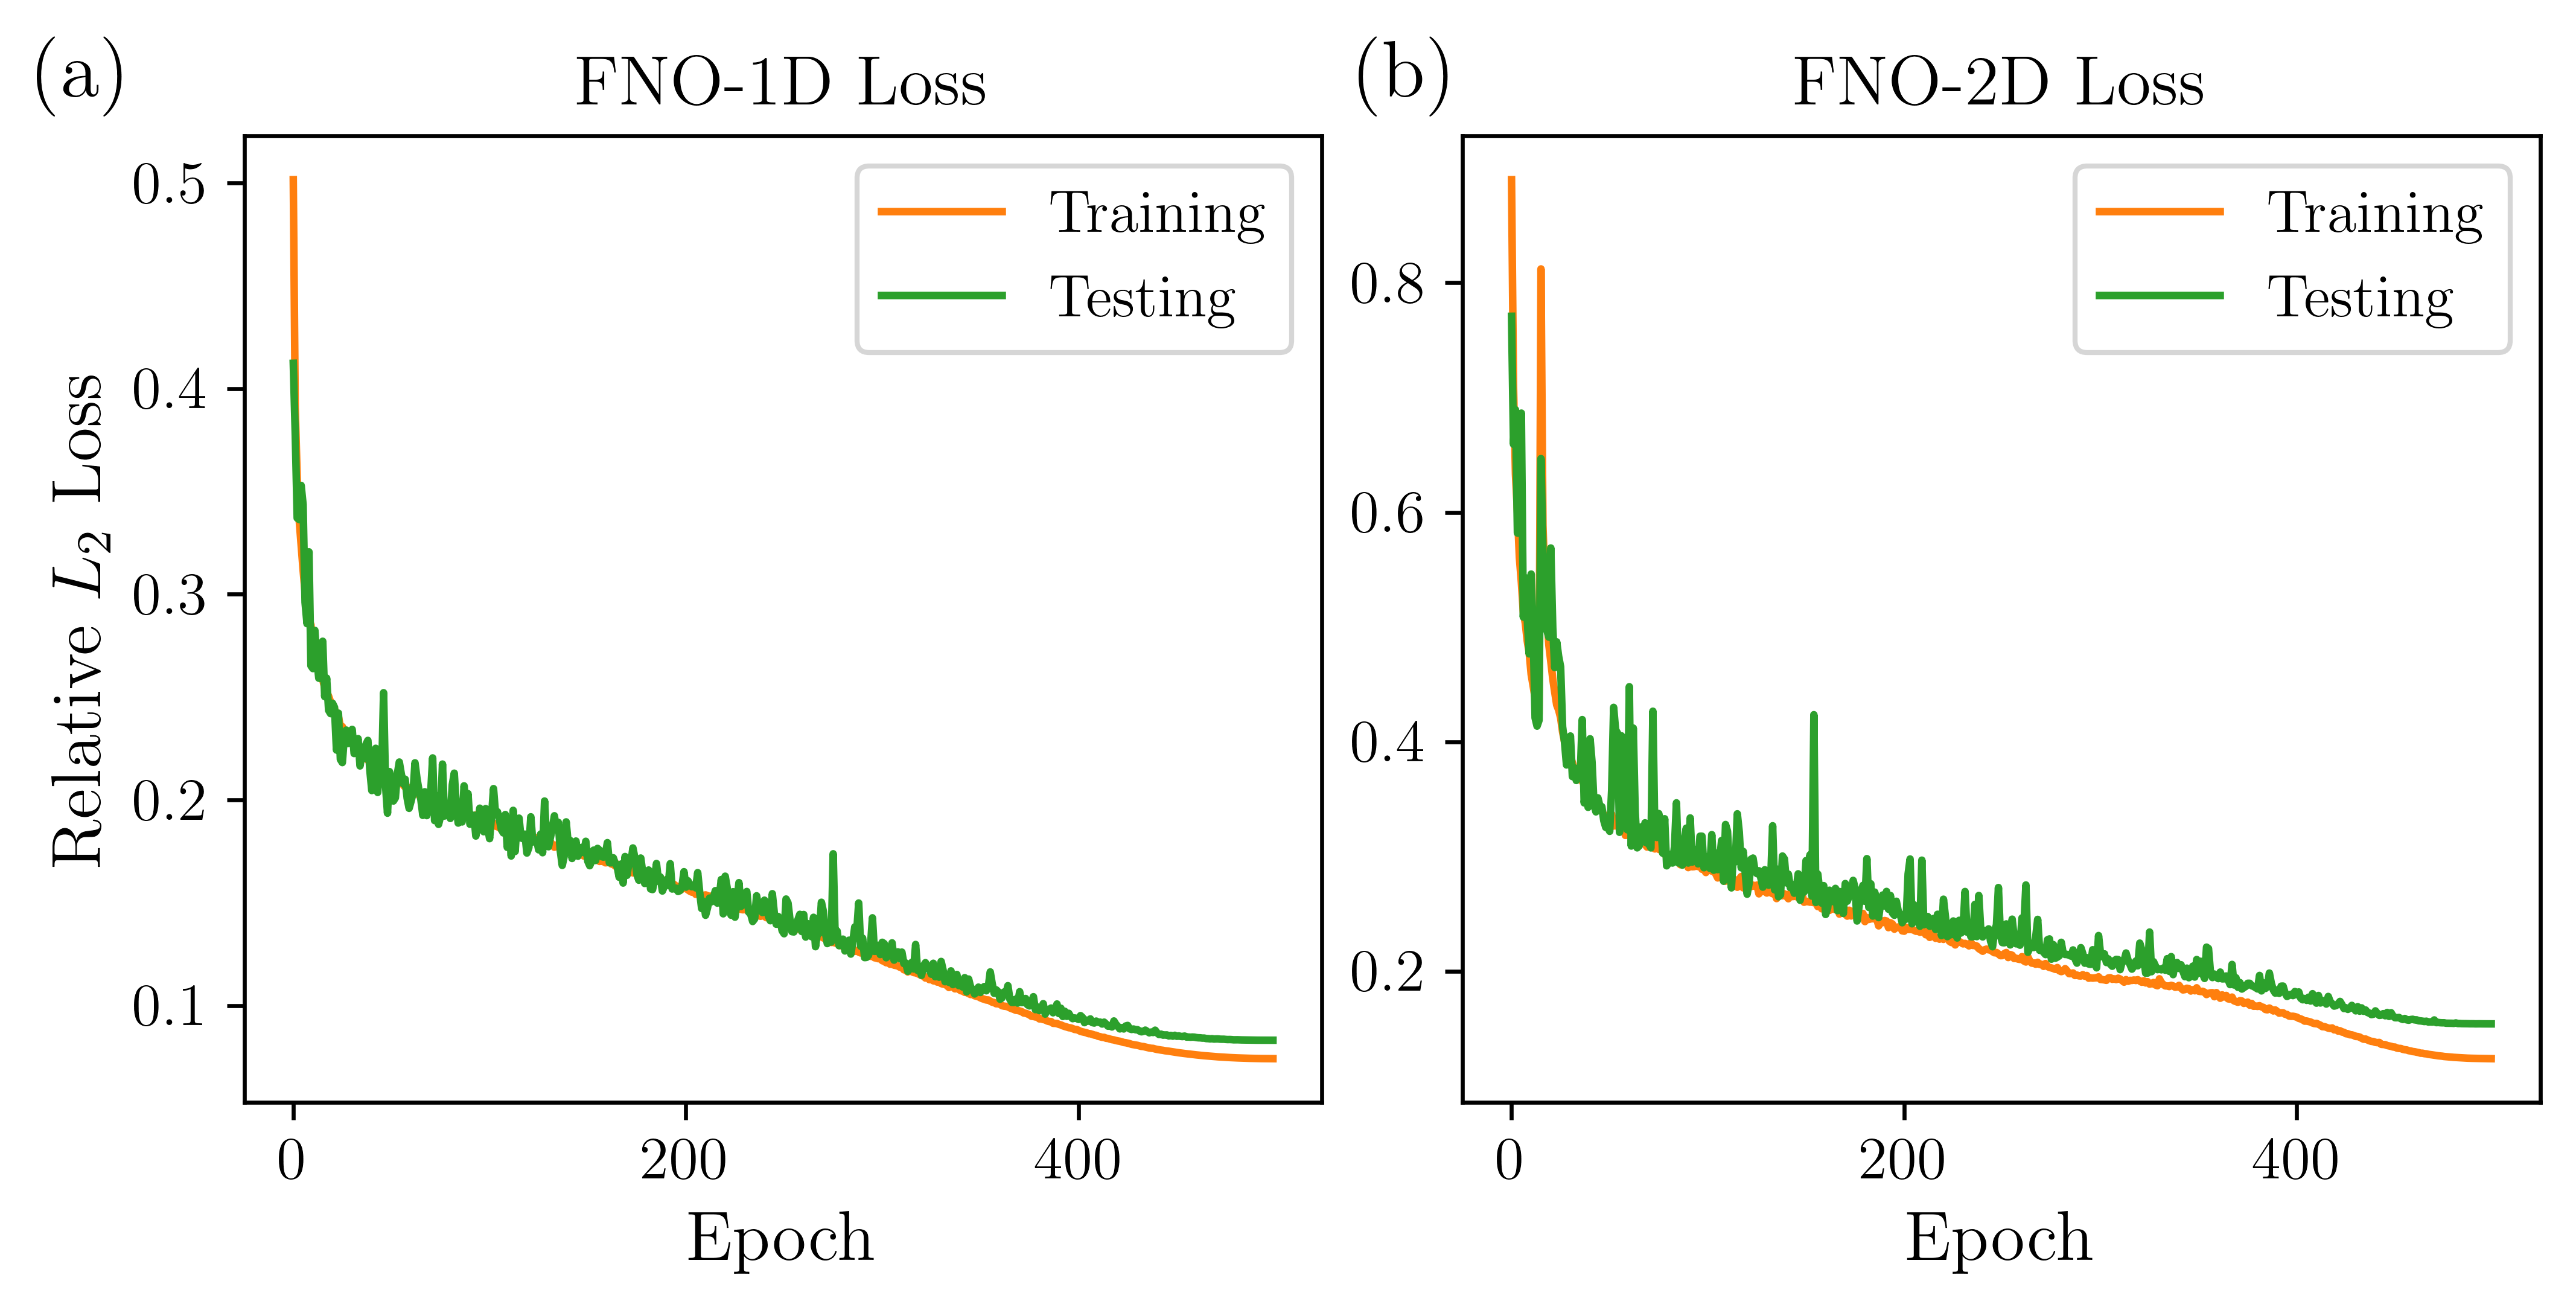 (a)
FNO-1D Loss
Relative L2 Loss
0.5
0.4
0.3
0.2
0.1
Training
Testing
0
200
400
Epoch
(b)
FNO-2D Loss
0.8
0.6
0.4
0.2
Training
Testing
0
200
400
Epoch